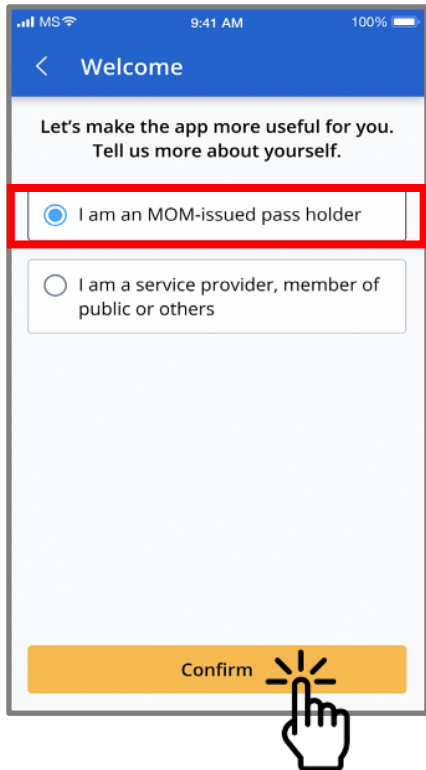 MS 9:41 AM 100%
Welcome
Let's make the app more useful for you.
Tell us more about yourself.
I am an MOM-issued pass holder
I am a service provider, member of
public or others
Confirm